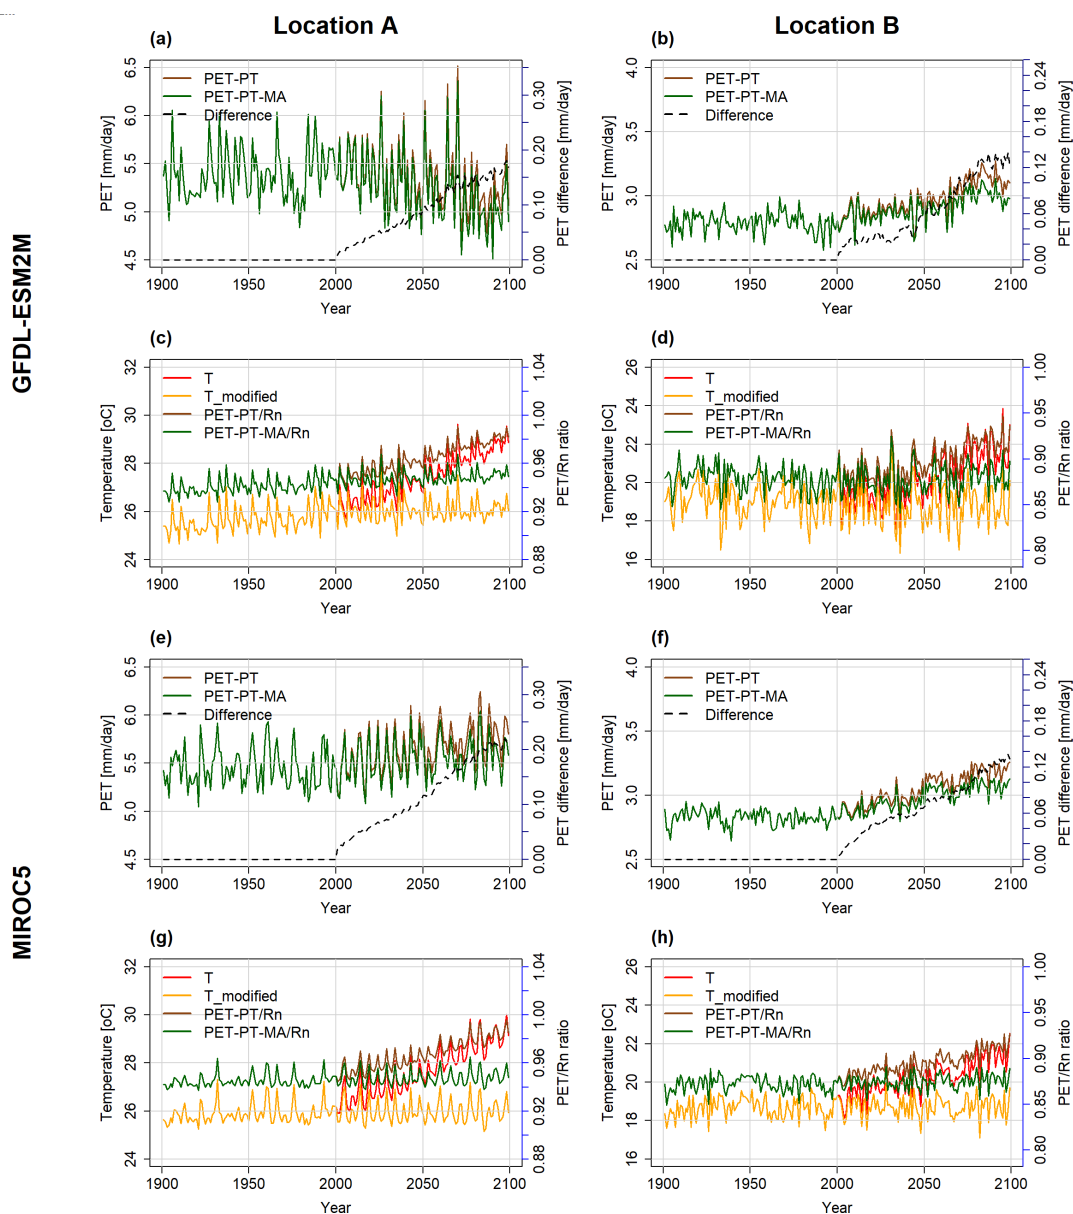 Location A
Location B
GFDL-ESM2M
MIROC5
(a)
PET-PT
PET-PT-MA
Difference
PET [mm/day]
4.5 5.0 5.5 6.0 6.5
PET difference [mm/day]
0.00 0.10 0.20 0.30
1900 1950 2000 2050 2100
Year
(b)
PET-PT
PET-PT-MA
Difference
PET [mm/day]
2.5 3.0 3.5 4.0
PET difference [mm/day]
0.00 0.06 0.12 0.18 0.24
1900 1950 2000 2050 2100
Year
(c)
T
T_modified
PET-PT/Rn
PET-PT-MA/Rn
Temperature [oC]
24 26 28 30 32
PET/Rn ratio
0.88 0.92 0.96 1.00 1.04
1900 1950 2000 2050 2100
Year
(d)
T
T_modified
PET-PT/Rn
PET-PT-MA/Rn
Temperature [oC]
16 18 20 22 24 26
PET/Rn ratio
0.80 0.85 0.90 0.95 1.00
1900 1950 2000 2050 2100
Year
(e)
PET-PT
PET-PT-MA
Difference
PET [mm/day]
4.5 5.0 5.5 6.0 6.5
PET difference [mm/day]
0.00 0.10 0.20 0.30
1900 1950 2000 2050 2100
Year
(f)
PET-PT
PET-PT-MA
Difference
PET [mm/day]
2.5 3.0 3.5 4.0
PET difference [mm/day]
0.00 0.06 0.12 0.18 0.24
1900 1950 2000 2050 2100
Year
(g)
T
T_modified
PET-PT/Rn
PET-PT-MA/Rn
Temperature [oC]
24 26 28 30 32
PET/Rn ratio
0.88 0.92 0.96 1.00 1.04
1900 1950 2000 2050 2100
Year
(h)
T
T_modified
PET-PT/Rn
PET-PT-MA/Rn
Temperature [oC]
16 18 20 22 24 26
PET/Rn ratio
0.80 0.85 0.90 0.95 1.00
1900 1950 2000 2050 2100
Year